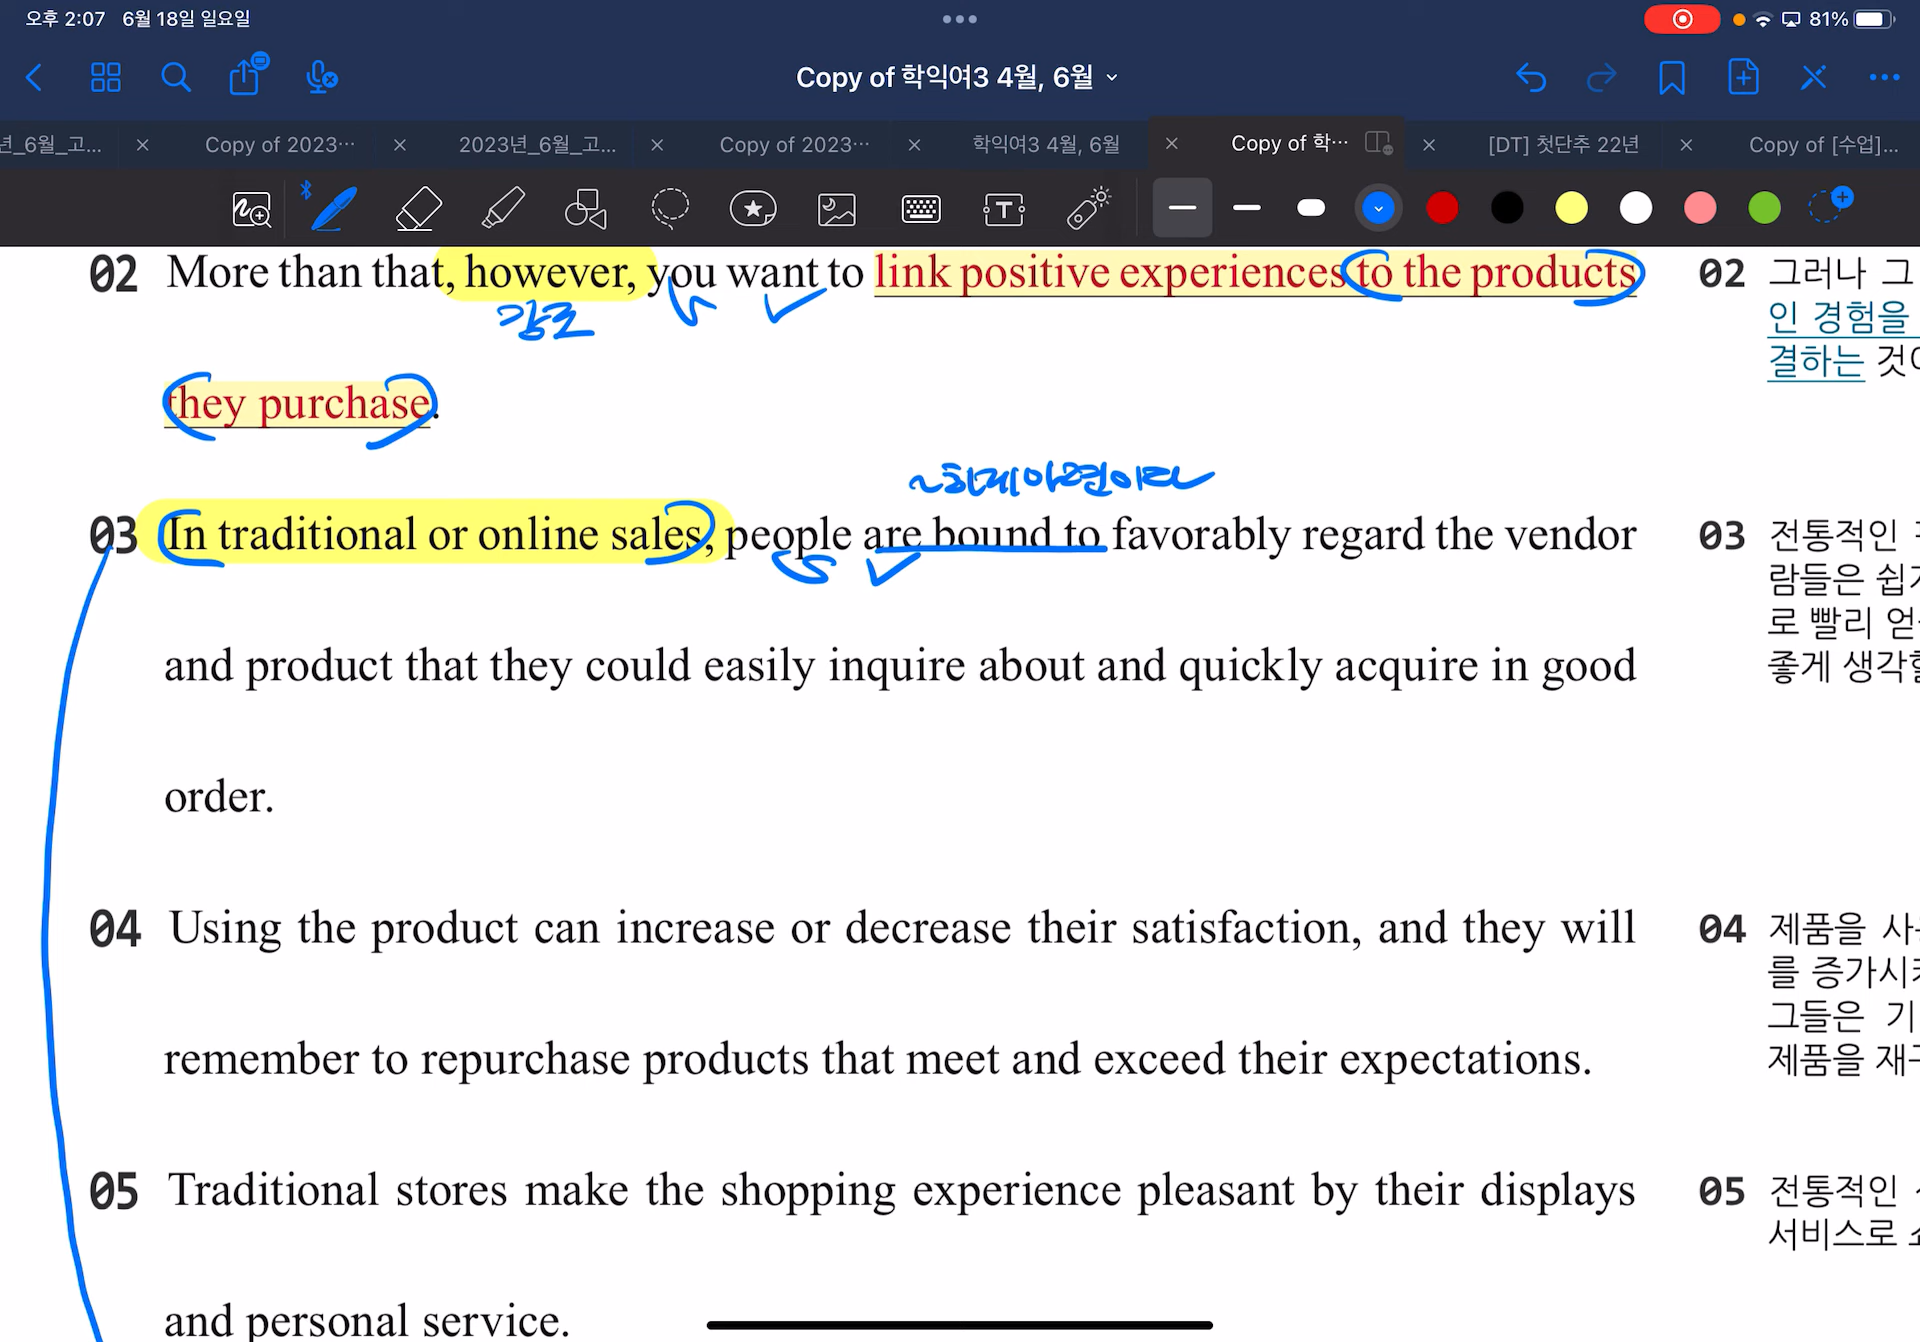 오후 2:07 6월 18일 일요일
81%
Copy of 학익여3 4월, 6월
년_6월_고...
Copy of 2023...
2023년_6월_고...
Copy of 2023...
학익여3 4월, 6월
Copy of 학...
[DT] 첫단추 22년
Copy of [수업]...
02 More than that, however, you want to link positive experiences to the products
강조
they purchase.
~하게 마련이다
03 In traditional or online sales, people are bound to favorably regard the vendor
and product that they could easily inquire about and quickly acquire in good
order.
04 Using the product can increase or decrease their satisfaction, and they will
remember to repurchase products that meet and exceed their expectations.
05 Traditional stores make the shopping experience pleasant by their displays
and personal service.
02 그러나 그
인 경험을
결하는 것
03 전통적인
람들은 쉽
로 빨리 얻
좋게 생각할
04 제품을 사
를 증가시
그들은 기
제품을 재
05 전통적인
서비스로